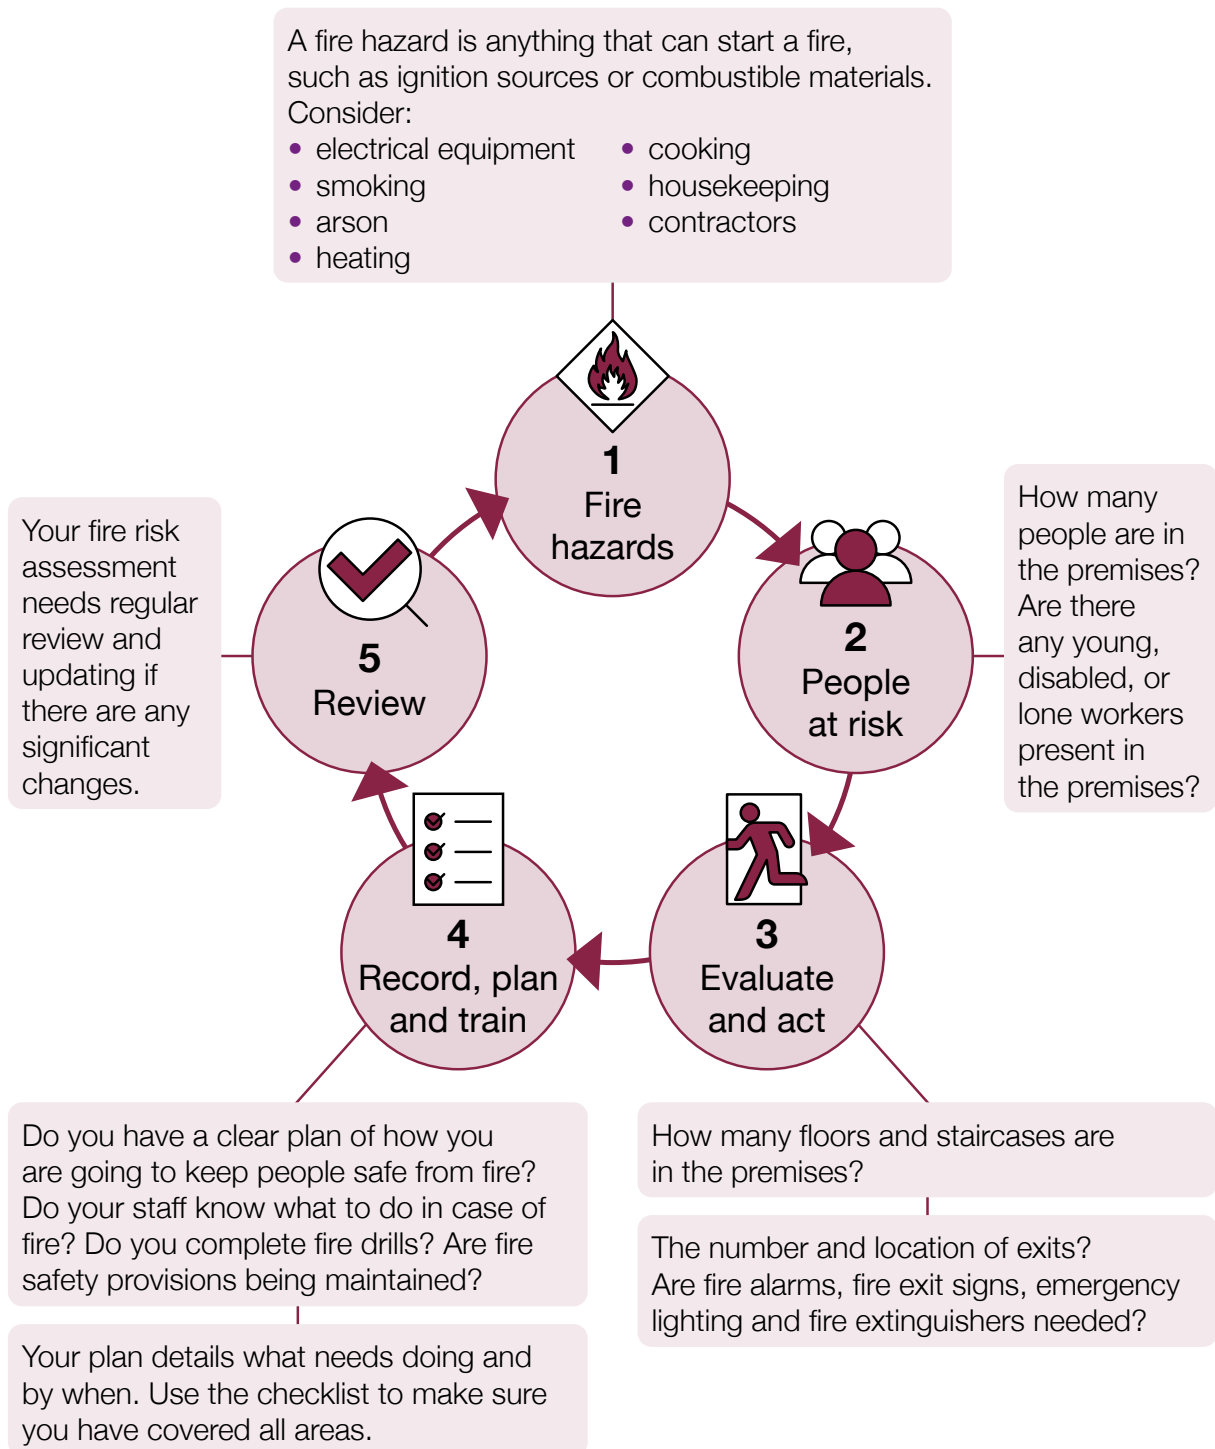 A fire hazard is anything that can start a fire,
such as ignition sources or combustible materials.
Consider:
• electrical equipment
• smoking
• arson
• heating
• cooking
• housekeeping
• contractors
1
Fire
hazards
2
People
at risk
How many
people are in
the premises?
Are there
any young,
disabled, or
lone workers
present in
the premises?
3
Evaluate
and act
How many floors and staircases are
in the premises?
The number and location of exits?
Are fire alarms, fire exit signs, emergency
lighting and fire extinguishers needed?
4
Record, plan
and train
Do you have a clear plan of how you
are going to keep people safe from fire?
Do your staff know what to do in case of
fire? Do you complete fire drills? Are fire
safety provisions being maintained?
Your plan details what needs doing and
by when. Use the checklist to make sure
you have covered all areas.
5
Review
Your fire risk
assessment
needs regular
review and
updating if
there are any
significant
changes.